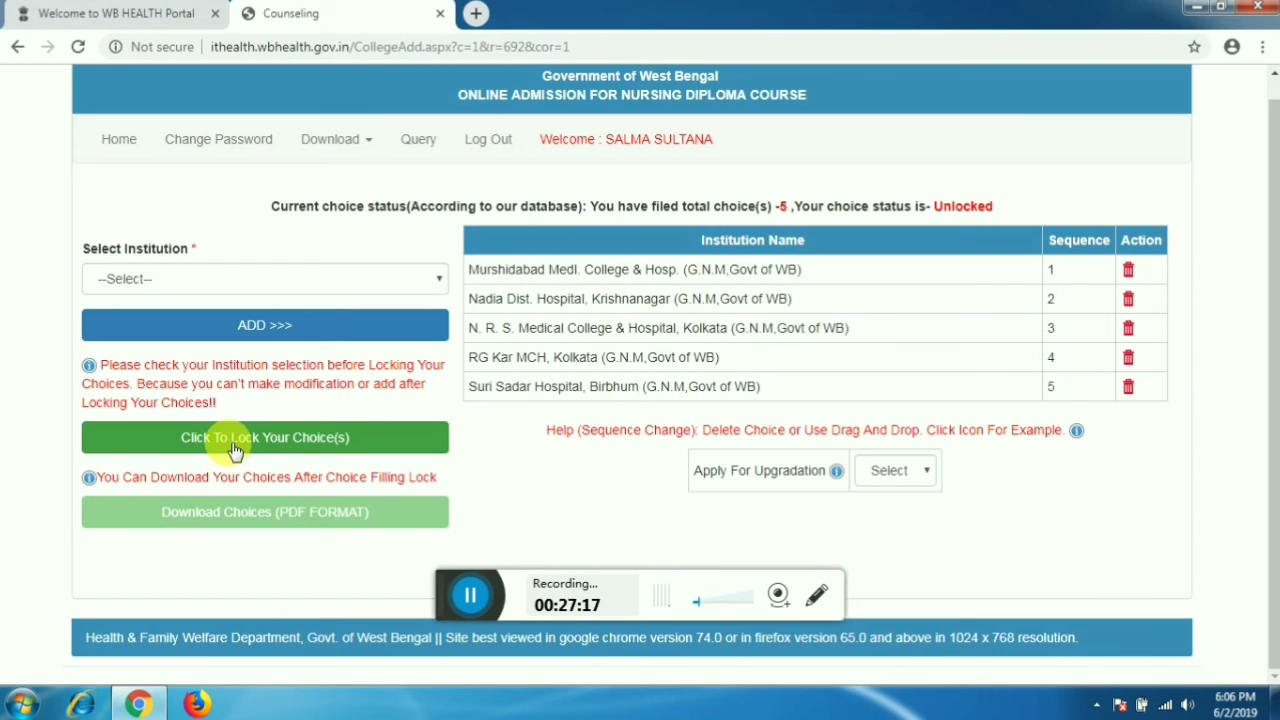 Welcome to WB HEALTH Portal
Counseling
Not secure
ithealth.wbhealth.gov.in/CollegeAdd.aspx?c=1&r=692&cor=1
Government of West Bengal
ONLINE ADMISSION FOR NURSING DIPLOMA COURSE
Home Change Password Download Query Log Out Welcome : SALMA SULTANA
Current choice status(According to our database): You have filed total choice(s) -5 ,Your choice status is- Unlocked
Select Institution *
--Select--
ADD >>>
Please check your Institution selection before Locking Your
Choices. Because you can't make modification or add after
Locking Your Choices!!
Click To Lock Your Choice(s)
You Can Download Your Choices After Choice Filling Lock
Download Choices (PDF FORMAT)
Institution Name Sequence Action
Murshidabad Medl. College & Hosp. (G.N.M,Govt of WB) 1
Nadia Dist. Hospital, Krishnanagar (G.N.M,Govt of WB) 2
N. R. S. Medical College & Hospital, Kolkata (G.N.M,Govt of WB) 3
RG Kar MCH, Kolkata (G.N.M,Govt of WB) 4
Suri Sadar Hospital, Birbhum (G.N.M,Govt of WB) 5
Help (Sequence Change): Delete Choice or Use Drag And Drop. Click Icon For Example.
Apply For Upgradation Select
Recording...
00:27:17
Health & Family Welfare Department, Govt. of West Bengal || Site best viewed in google chrome version 74.0 or in firefox version 65.0 and above in 1024 x 768 resolution.
6:06 PM
6/2/2019